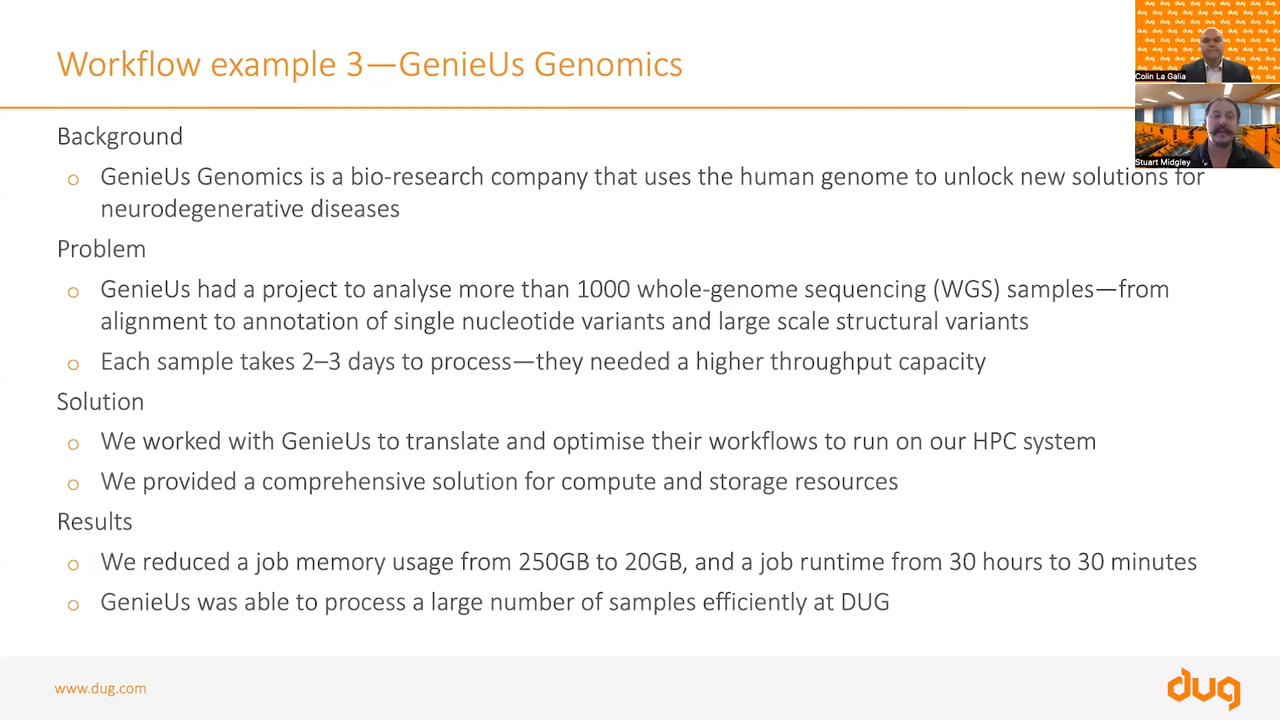 Workflow example 3—GenieUs Genomics
Colin La Galia
Stuart Midgley
Background
GenieUs Genomics is a bio-research company that uses the human genome to unlock new solutions for
neurodegenerative diseases
Problem
GenieUs had a project to analyse more than 1000 whole-genome sequencing (WGS) samples—from
alignment to annotation of single nucleotide variants and large scale structural variants
Each sample takes 2–3 days to process—they needed a higher throughput capacity
Solution
We worked with GenieUs to translate and optimise their workflows to run on our HPC system
We provided a comprehensive solution for compute and storage resources
Results
We reduced a job memory usage from 250GB to 20GB, and a job runtime from 30 hours to 30 minutes
GenieUs was able to process a large number of samples efficiently at DUG
www.dug.com
dug